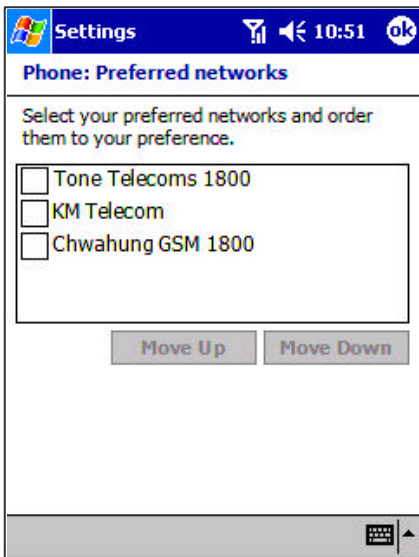 Settings 10:51 ok
Phone: Preferred networks
Select your preferred networks and order
them to your preference.
Tone Telecoms 1800
KM Telecom
Chwahung GSM 1800
Move Up Move Down